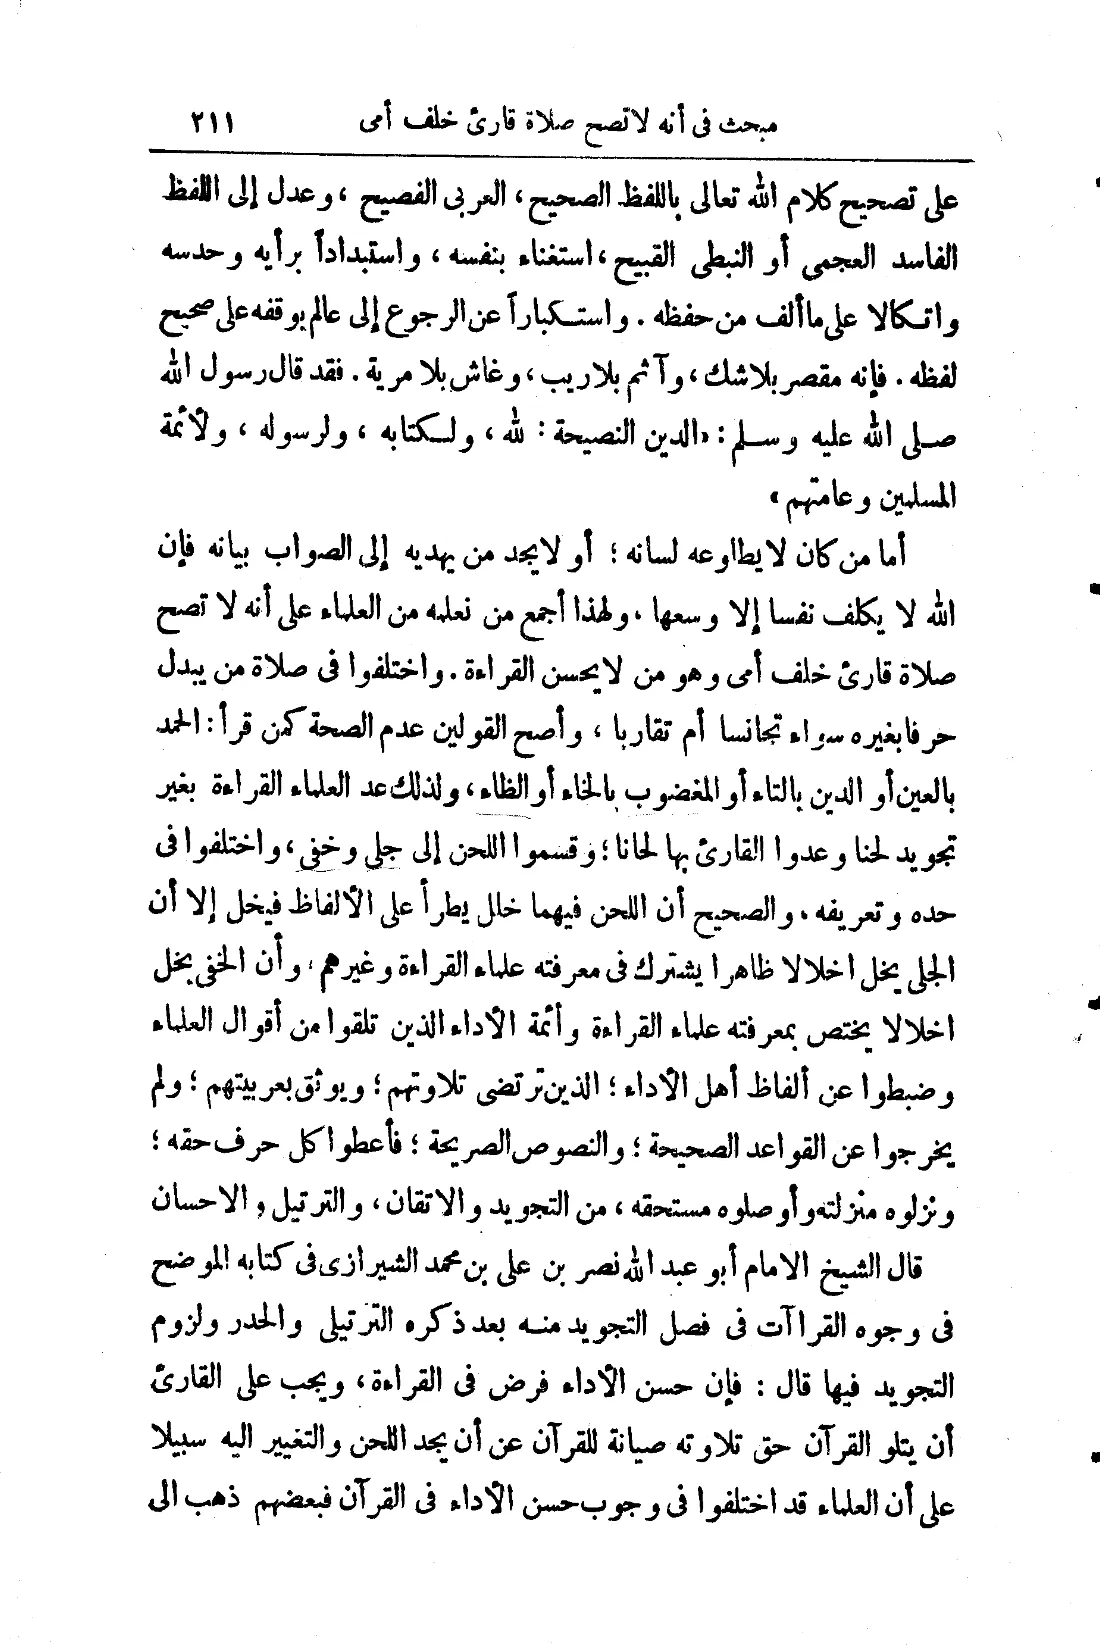 مبحث فى أنه لا تصح صلاة قارئ خلف أمى ٢١١
على تصحيح كلام الله تعالى باللفظ الصحيح، العربى الفصيح، وعدل إلى اللفظ
الفاسد العجمى أو النبطى القبيح، استغناء بنفسه، واستبداداً برأيه وحدسه
واتكالا على ما ألف من حفظه. واستكباراً عن الرجوع إلى عالم يوقفه على صحيح
لفظه. فإنه مقصر بلا شك، وآثم بلا ريب، وغاش بلا مرية. فقد قال رسول الله
صلى الله عليه وسلم: «الدين النصيحة: لله، ولكتابه، ولرسوله، ولأئمة
المسلمين وعامتهم»
أما من كان لا يطاوعه لسانه؛ أو لا يجد من يهديه إلى الصواب بيانه فإن
الله لا يكلف نفسا إلا وسعها، ولهذا أجمع من نعلمه من العلماء على أنه لا تصح
صلاة قارئ خلف أمى وهو من لا يحسن القراءة. واختلفوا فى صلاة من يبدل
حرفا بغيره سواء تجانسا أم تقاربا، وأصح القولين عدم الصحة كمن قرأ: الحمد
بالعين أو الدين بالتاء أو المغضوب بالخاء أو الظاء، ولذلك عد العلماء القراءة بغير
تجويد لحنا وعدوا القارئ بها لحانا؛ وقسموا اللحن إلى جلى وخفى، واختلفوا فى
حده وتعريفه، والصحيح أن اللحن فيهما خلل يطرأ على الألفاظ فيخل إلا أن
الجلى يخل اخلالا ظاهرا يشترك فى معرفته علماء القراءة وغيرهم، وأن الخفى يخل
اخلالا يختص بمعرفته علماء القراءة وأئمة الأداء الذين تلقوا من أقوال العلماء
وضبطوا عن ألفاظ أهل الأداء؛ الذين ترتضى تلاوتهم؛ ويوثق بعربيتهم؛ ولم
يخرجوا عن القواعد الصحيحة؛ والنصوص الصريحة؛ فأعطوا كل حرف حقه؛
ونزلوه منزلته وأوصلوه مستحقه، من التجويد والاتقان، والترتيل والاحسان
قال الشيخ الامام أبو عبد الله نصر بن على بن محمد الشيرازى فى كتابه الموضح
فى وجوه القراآت فى فصل التجويد منه بعد ذكره الترتيل والحدر ولزوم
التجويد فيها قال: فإن حسن الأداء فرض فى القراءة، ويجب على القارئ
أن يتلو القرآن حق تلاوته صيانة للقرآن عن أن يجد اللحن والتغيير اليه سبيلا
على أن العلماء قد اختلفوا فى وجوب حسن الأداء فى القرآن فبعضهم ذهب الى